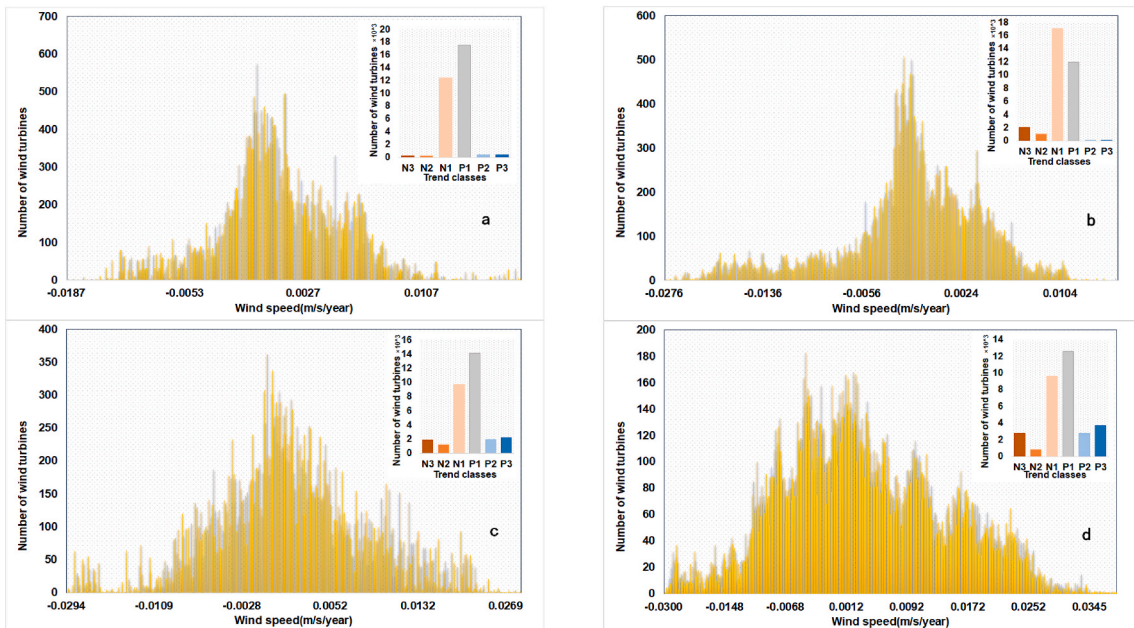 700
600
500
400
300
200
100
0
Number of wind turbines
-0.0187 -0.0053 0.0027 0.0107
Wind speed(m/s/year)
a
20
18
16
14
12
10
8
6
4
2
0
Number of wind turbines ×10^3
N3 N2 N1 P1 P2 P3
Trend classes
600
500
400
300
200
100
0
Number of wind turbines
-0.0276 -0.0136 -0.0056 0.0024 0.0104
Wind speed(m/s/year)
b
18
16
14
12
10
8
6
4
2
0
Number of wind turbines ×10^3
N3 N2 N1 P1 P2 P3
Trend classes
400
350
300
250
200
150
100
50
0
Number of wind turbines
-0.0294 -0.0109 -0.0028 0.0052 0.0132 0.0269
Wind speed(m/s/year)
c
16
14
12
10
8
6
4
2
0
Number of wind turbines ×10^3
N3 N2 N1 P1 P2 P3
Trend classes
200
180
160
140
120
100
80
60
40
20
0
Number of wind turbines
-0.0300 -0.0148 -0.0068 0.0012 0.0092 0.0172 0.0252 0.0345
Wind speed(m/s/year)
d
14
12
10
8
6
4
2
0
Number of wind turbines ×10^3
N3 N2 N1 P1 P2 P3
Trend classes